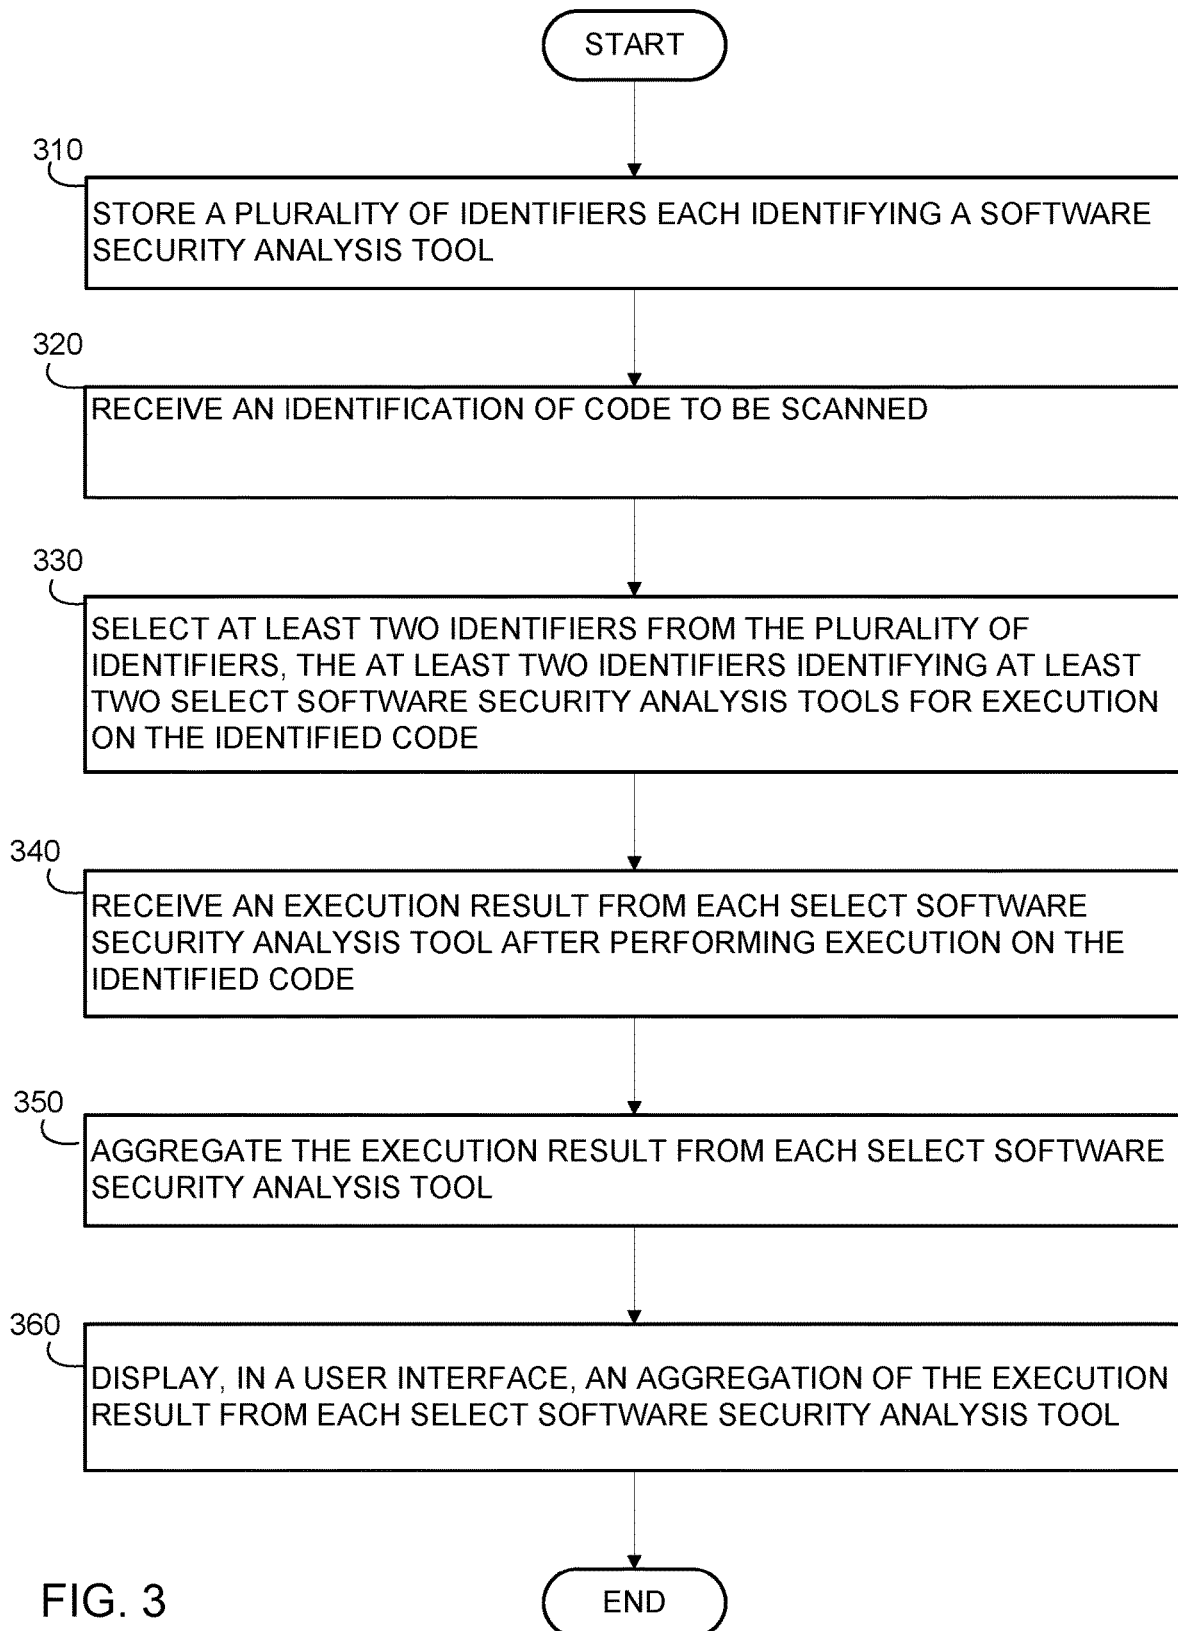 START
310
STORE A PLURALITY OF IDENTIFIERS EACH IDENTIFYING A SOFTWARE
SECURITY ANALYSIS TOOL
320
RECEIVE AN IDENTIFICATION OF CODE TO BE SCANNED
330
SELECT AT LEAST TWO IDENTIFIERS FROM THE PLURALITY OF
IDENTIFIERS, THE AT LEAST TWO IDENTIFIERS IDENTIFYING AT LEAST
TWO SELECT SOFTWARE SECURITY ANALYSIS TOOLS FOR EXECUTION
ON THE IDENTIFIED CODE
340
RECEIVE AN EXECUTION RESULT FROM EACH SELECT SOFTWARE
SECURITY ANALYSIS TOOL AFTER PERFORMING EXECUTION ON THE
IDENTIFIED CODE
350
AGGREGATE THE EXECUTION RESULT FROM EACH SELECT SOFTWARE
SECURITY ANALYSIS TOOL
360
DISPLAY, IN A USER INTERFACE, AN AGGREGATION OF THE EXECUTION
RESULT FROM EACH SELECT SOFTWARE SECURITY ANALYSIS TOOL
END
FIG. 3